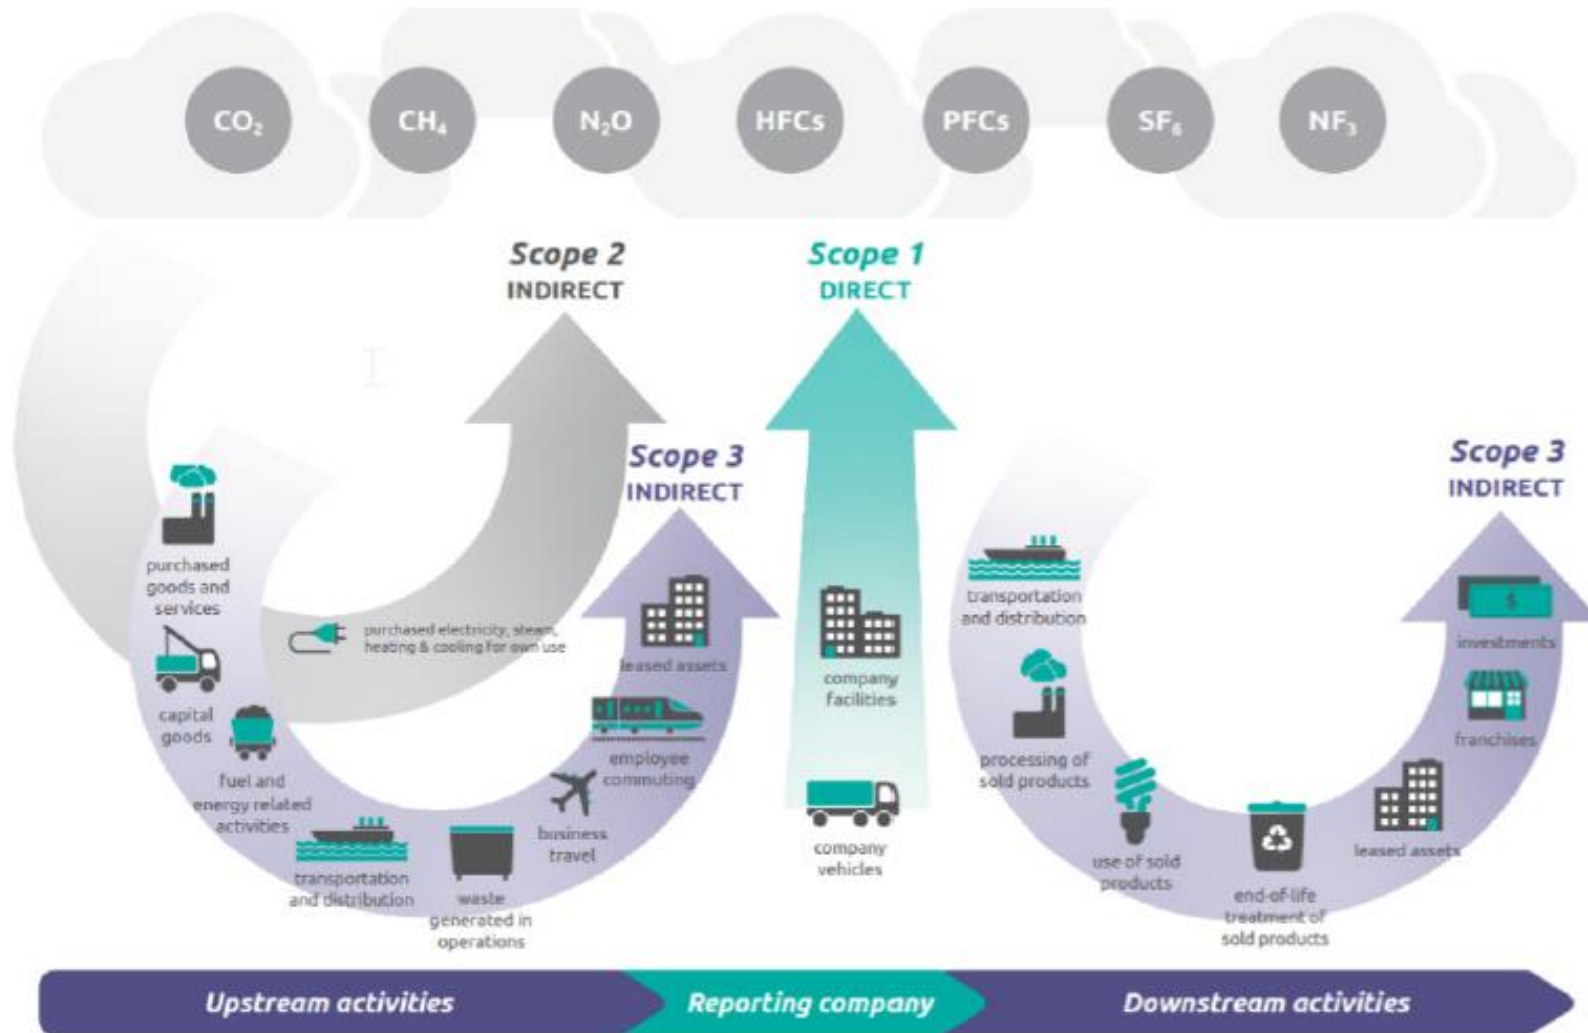 CO₂
CH₄
N₂O
HFCs
PFCs
SF₆
NF₃
Scope 2
INDIRECT
Scope 1
DIRECT
Scope 3
INDIRECT
Scope 3
INDIRECT
purchased
goods and
services
capital
goods
fuel and
energy related
activities
transportation
and distribution
waste
generated in
operations
business
travel
employee
commuting
leased assets
purchased electricity, steam,
heating & cooling for own use
company
facilities
company
vehicles
transportation
and distribution
processing of
sold products
use of sold
products
end-of-life
treatment of
sold products
leased assets
franchises
investments
$
Upstream activities
Reporting company
Downstream activities